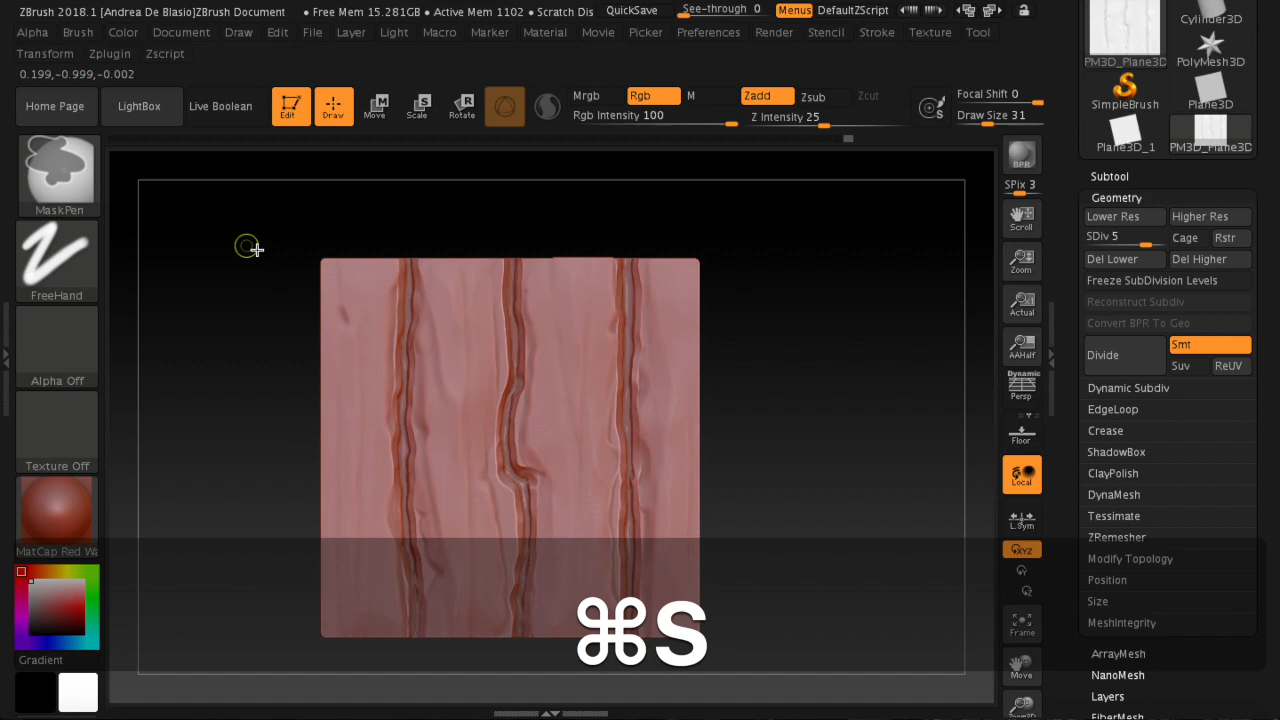 ZBrush 2018.1 [Andrea De Blasio]ZBrush Document • Free Mem 15.281GB • Active Mem 1102 • Scratch Dis QuickSave See-through 0 Menus DefaultZScript
Alpha Brush Color Document Draw Edit File Layer Light Macro Marker Material Movie Picker Preferences Render Stencil Stroke Texture Tool
Transform Zplugin Zscript
0.199,-0.999,-0.002
Home Page LightBox Live Boolean Edit Draw Move Scale Rotate
Mrgb Rgb M Zadd Zsub Zcut
Rgb Intensity 100 Z Intensity 25
Focal Shift 0
Draw Size 31
MaskPen
FreeHand
Alpha Off
Texture Off
MatCap Red Wa
Gradient
⌘S
BPR
SPix 3
Scroll
Zoom
Actual
AAHalf
Dynamic
Persp
Floor
Local
L.Sym
XYZ
Y
Z
Frame
Move
Zoom3D
Cylinder3D
PM3D_Plane3D PolyMesh3D
SimpleBrush Plane3D
Plane3D_1 PM3D_Plane3D
Subtool
Geometry
Lower Res Higher Res
SDiv 5 Cage Rstr
Del Lower Del Higher
Freeze SubDivision Levels
Reconstruct Subdiv
Convert BPR To Geo
Divide Smt
Suv ReUV
Dynamic Subdiv
EdgeLoop
Crease
ShadowBox
ClayPolish
DynaMesh
Tessimate
ZRemesher
Modify Topology
Position
Size
MeshIntegrity
ArrayMesh
NanoMesh
Layers
FiberMesh